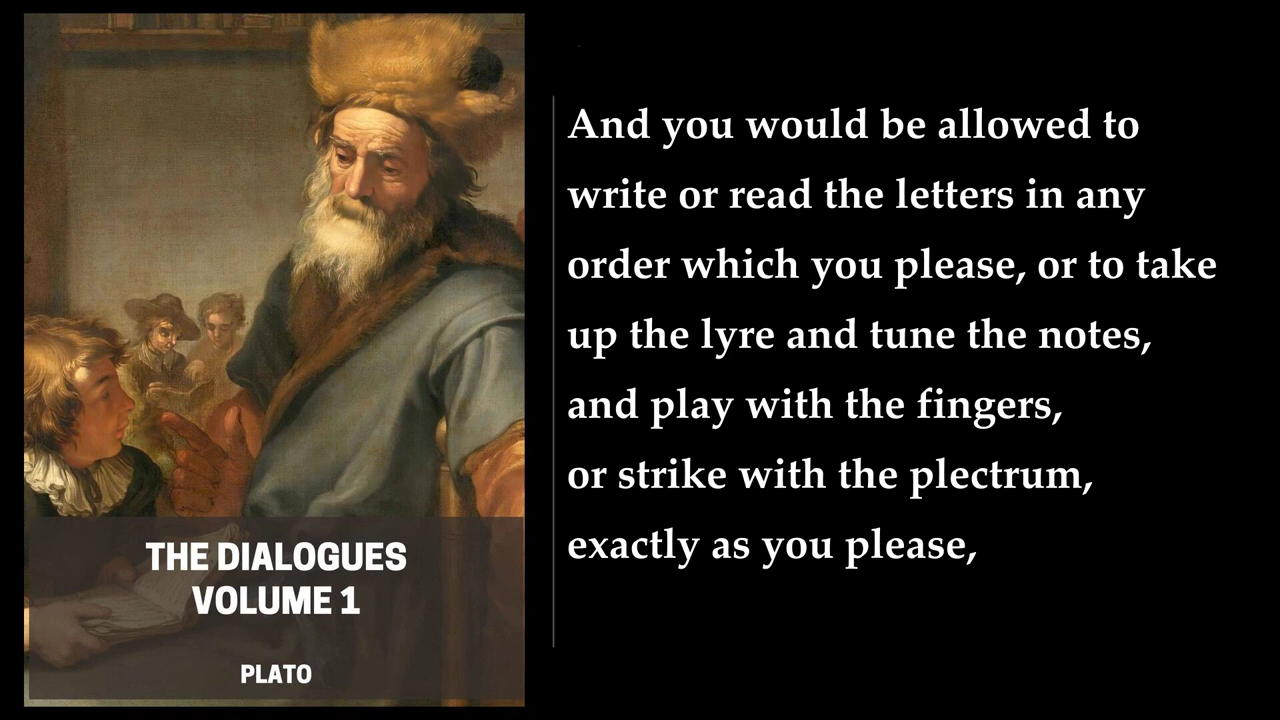 And you would be allowed to
write or read the letters in any
order which you please, or to take
up the lyre and tune the notes,
and play with the fingers,
or strike with the plectrum,
exactly as you please,
THE DIALOGUES
VOLUME 1
PLATO